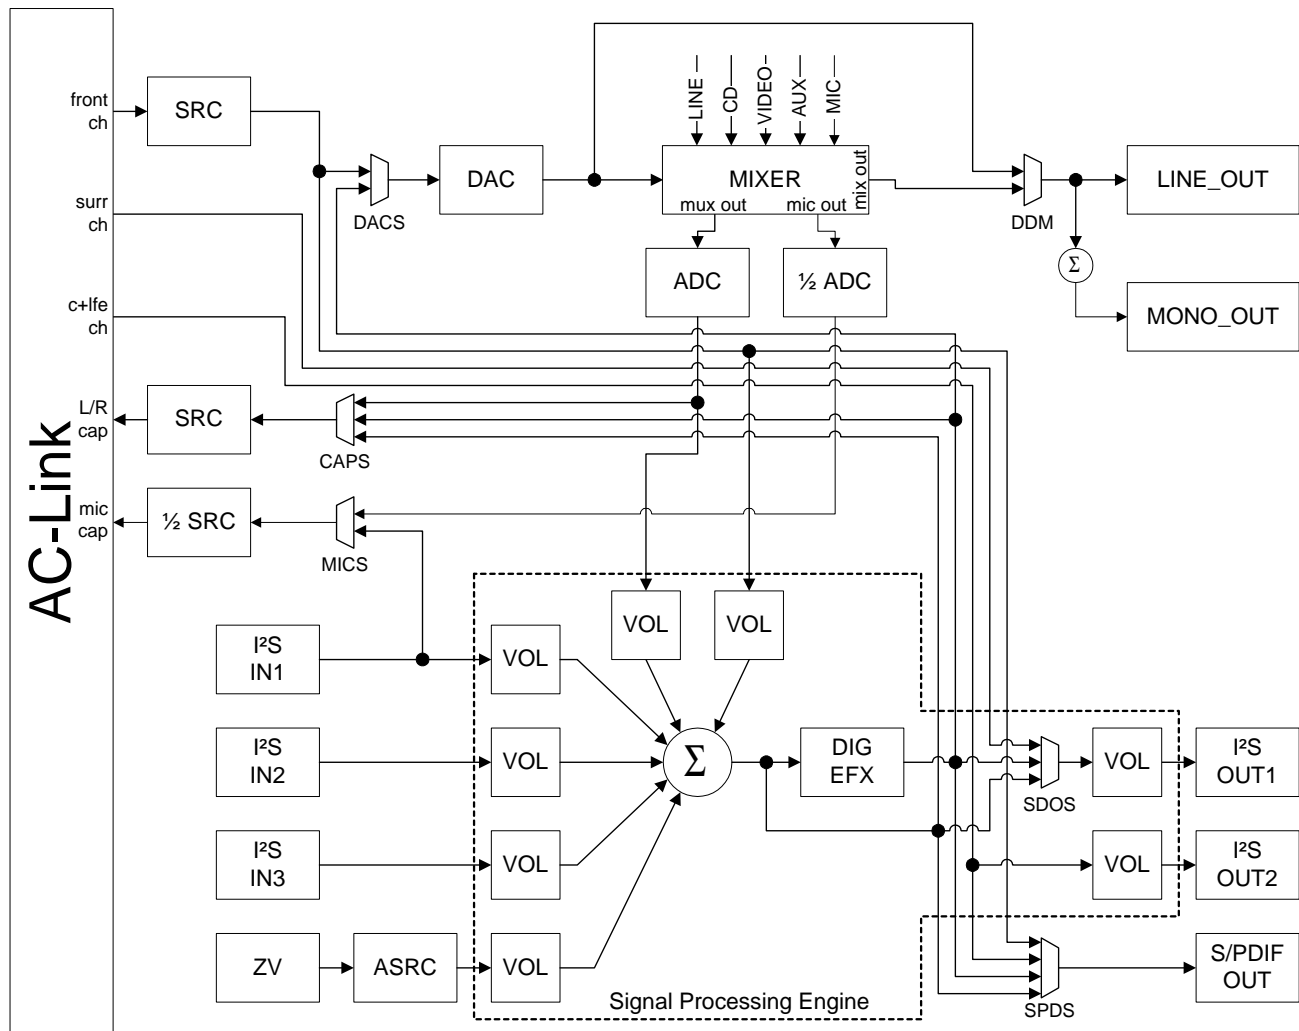 AC-Link
front
ch
SRC
surr
ch
c+lfe
ch
L/R
cap
SRC
mic
cap
½ SRC
DACS
DAC
LINE
CD
VIDEO
AUX
MIC
MIXER
mix out
mux out
mic out
DDM
LINE_OUT
Σ
MONO_OUT
ADC
½ ADC
CAPS
MICS
VOL
VOL
I²S
IN1
VOL
I²S
IN2
VOL
Σ
DIG
EFX
SDOS
VOL
I²S
OUT1
I²S
IN3
VOL
VOL
I²S
OUT2
ZV
ASRC
VOL
Signal Processing Engine
SPDS
S/PDIF
OUT